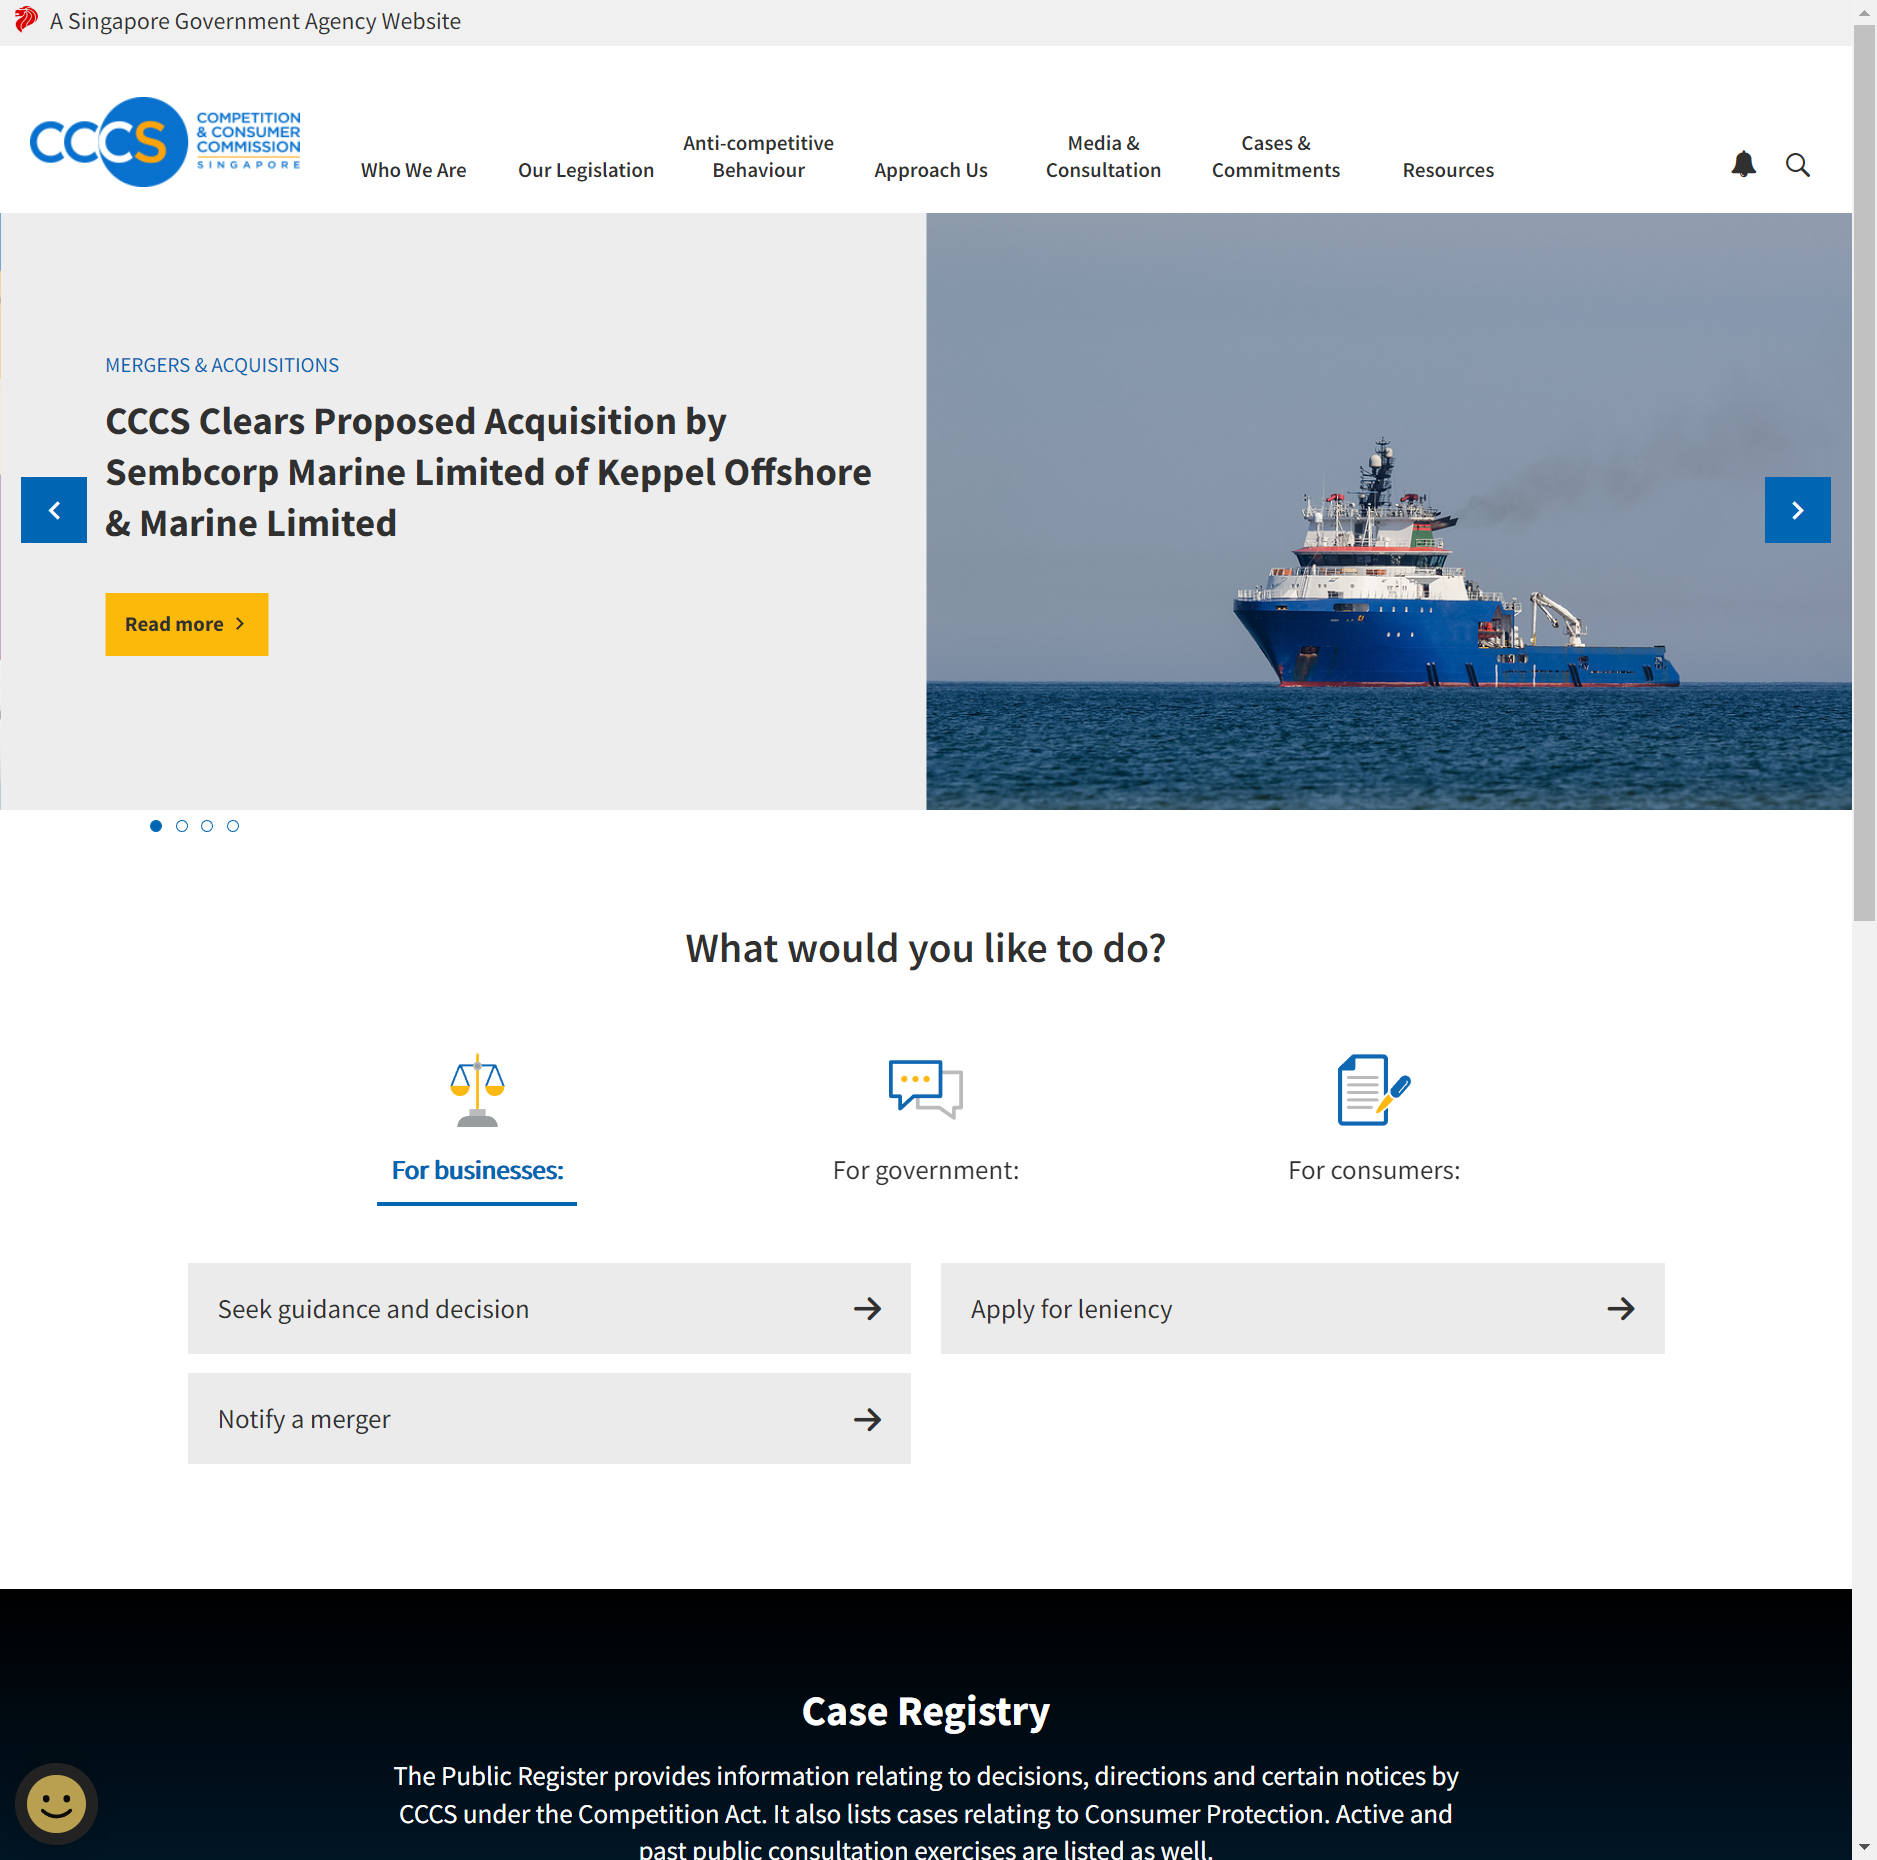 A Singapore Government Agency Website
CCCS
COMPETITION
& CONSUMER
COMMISSION
SINGAPORE
Who We Are
Our Legislation
Anti-competitive
Behaviour
Approach Us
Media &
Consultation
Cases &
Commitments
Resources
MERGERS & ACQUISITIONS
CCCS Clears Proposed Acquisition by
Sembcorp Marine Limited of Keppel Offshore
& Marine Limited
Read more
What would you like to do?
For businesses:
For government:
For consumers:
Seek guidance and decision
Apply for leniency
Notify a merger
Case Registry
The Public Register provides information relating to decisions, directions and certain notices by
CCCS under the Competition Act. It also lists cases relating to Consumer Protection. Active and
past public consultation exercises are listed as well.